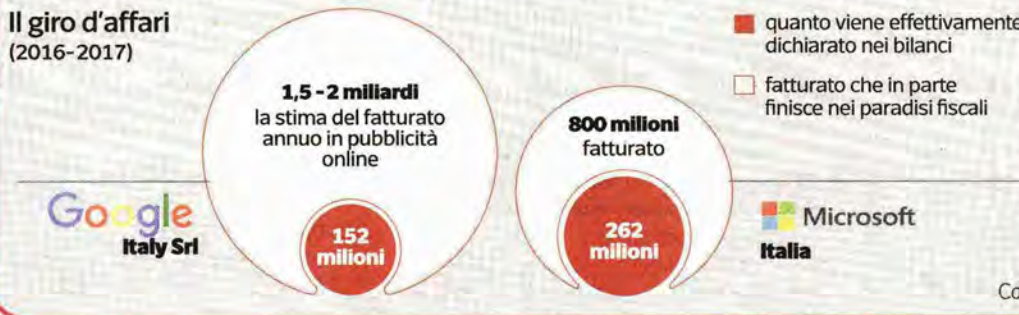 Il giro d'affari
(2016-2017)
1,5 - 2 miliardi
la stima del fatturato
annuo in pubblicità
online
152
milioni
Google
Italy Srl
800 milioni
fatturato
262
milioni
Microsoft
Italia
quanto viene effettivamente
dichiarato nei bilanci
fatturato che in parte
finisce nei paradisi fiscali